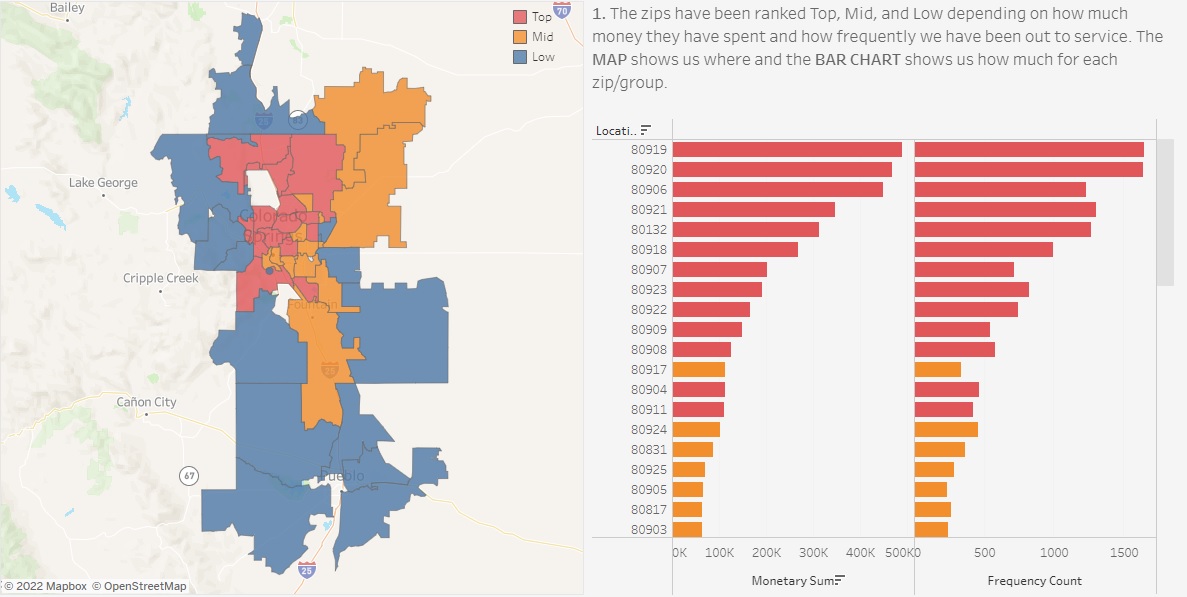 Bailey
70
Top
Mid
Low
Lake George
Colorado
Springs
Cripple Creek
Fountain
Cañon City
67
Pueblo
25
© 2022 Mapbox © OpenStreetMap
1. The zips have been ranked Top, Mid, and Low depending on how much
money they have spent and how frequently we have been out to service. The
MAP shows us where and the BAR CHART shows us how much for each
zip/group.
Locati..
80919
80920
80906
80921
80132
80918
80907
80923
80922
80909
80908
80917
80904
80911
80924
80831
80925
80905
80817
80903
0K 100K 200K 300K 400K 500K
0 500 1000 1500
Monetary Sum
Frequency Count